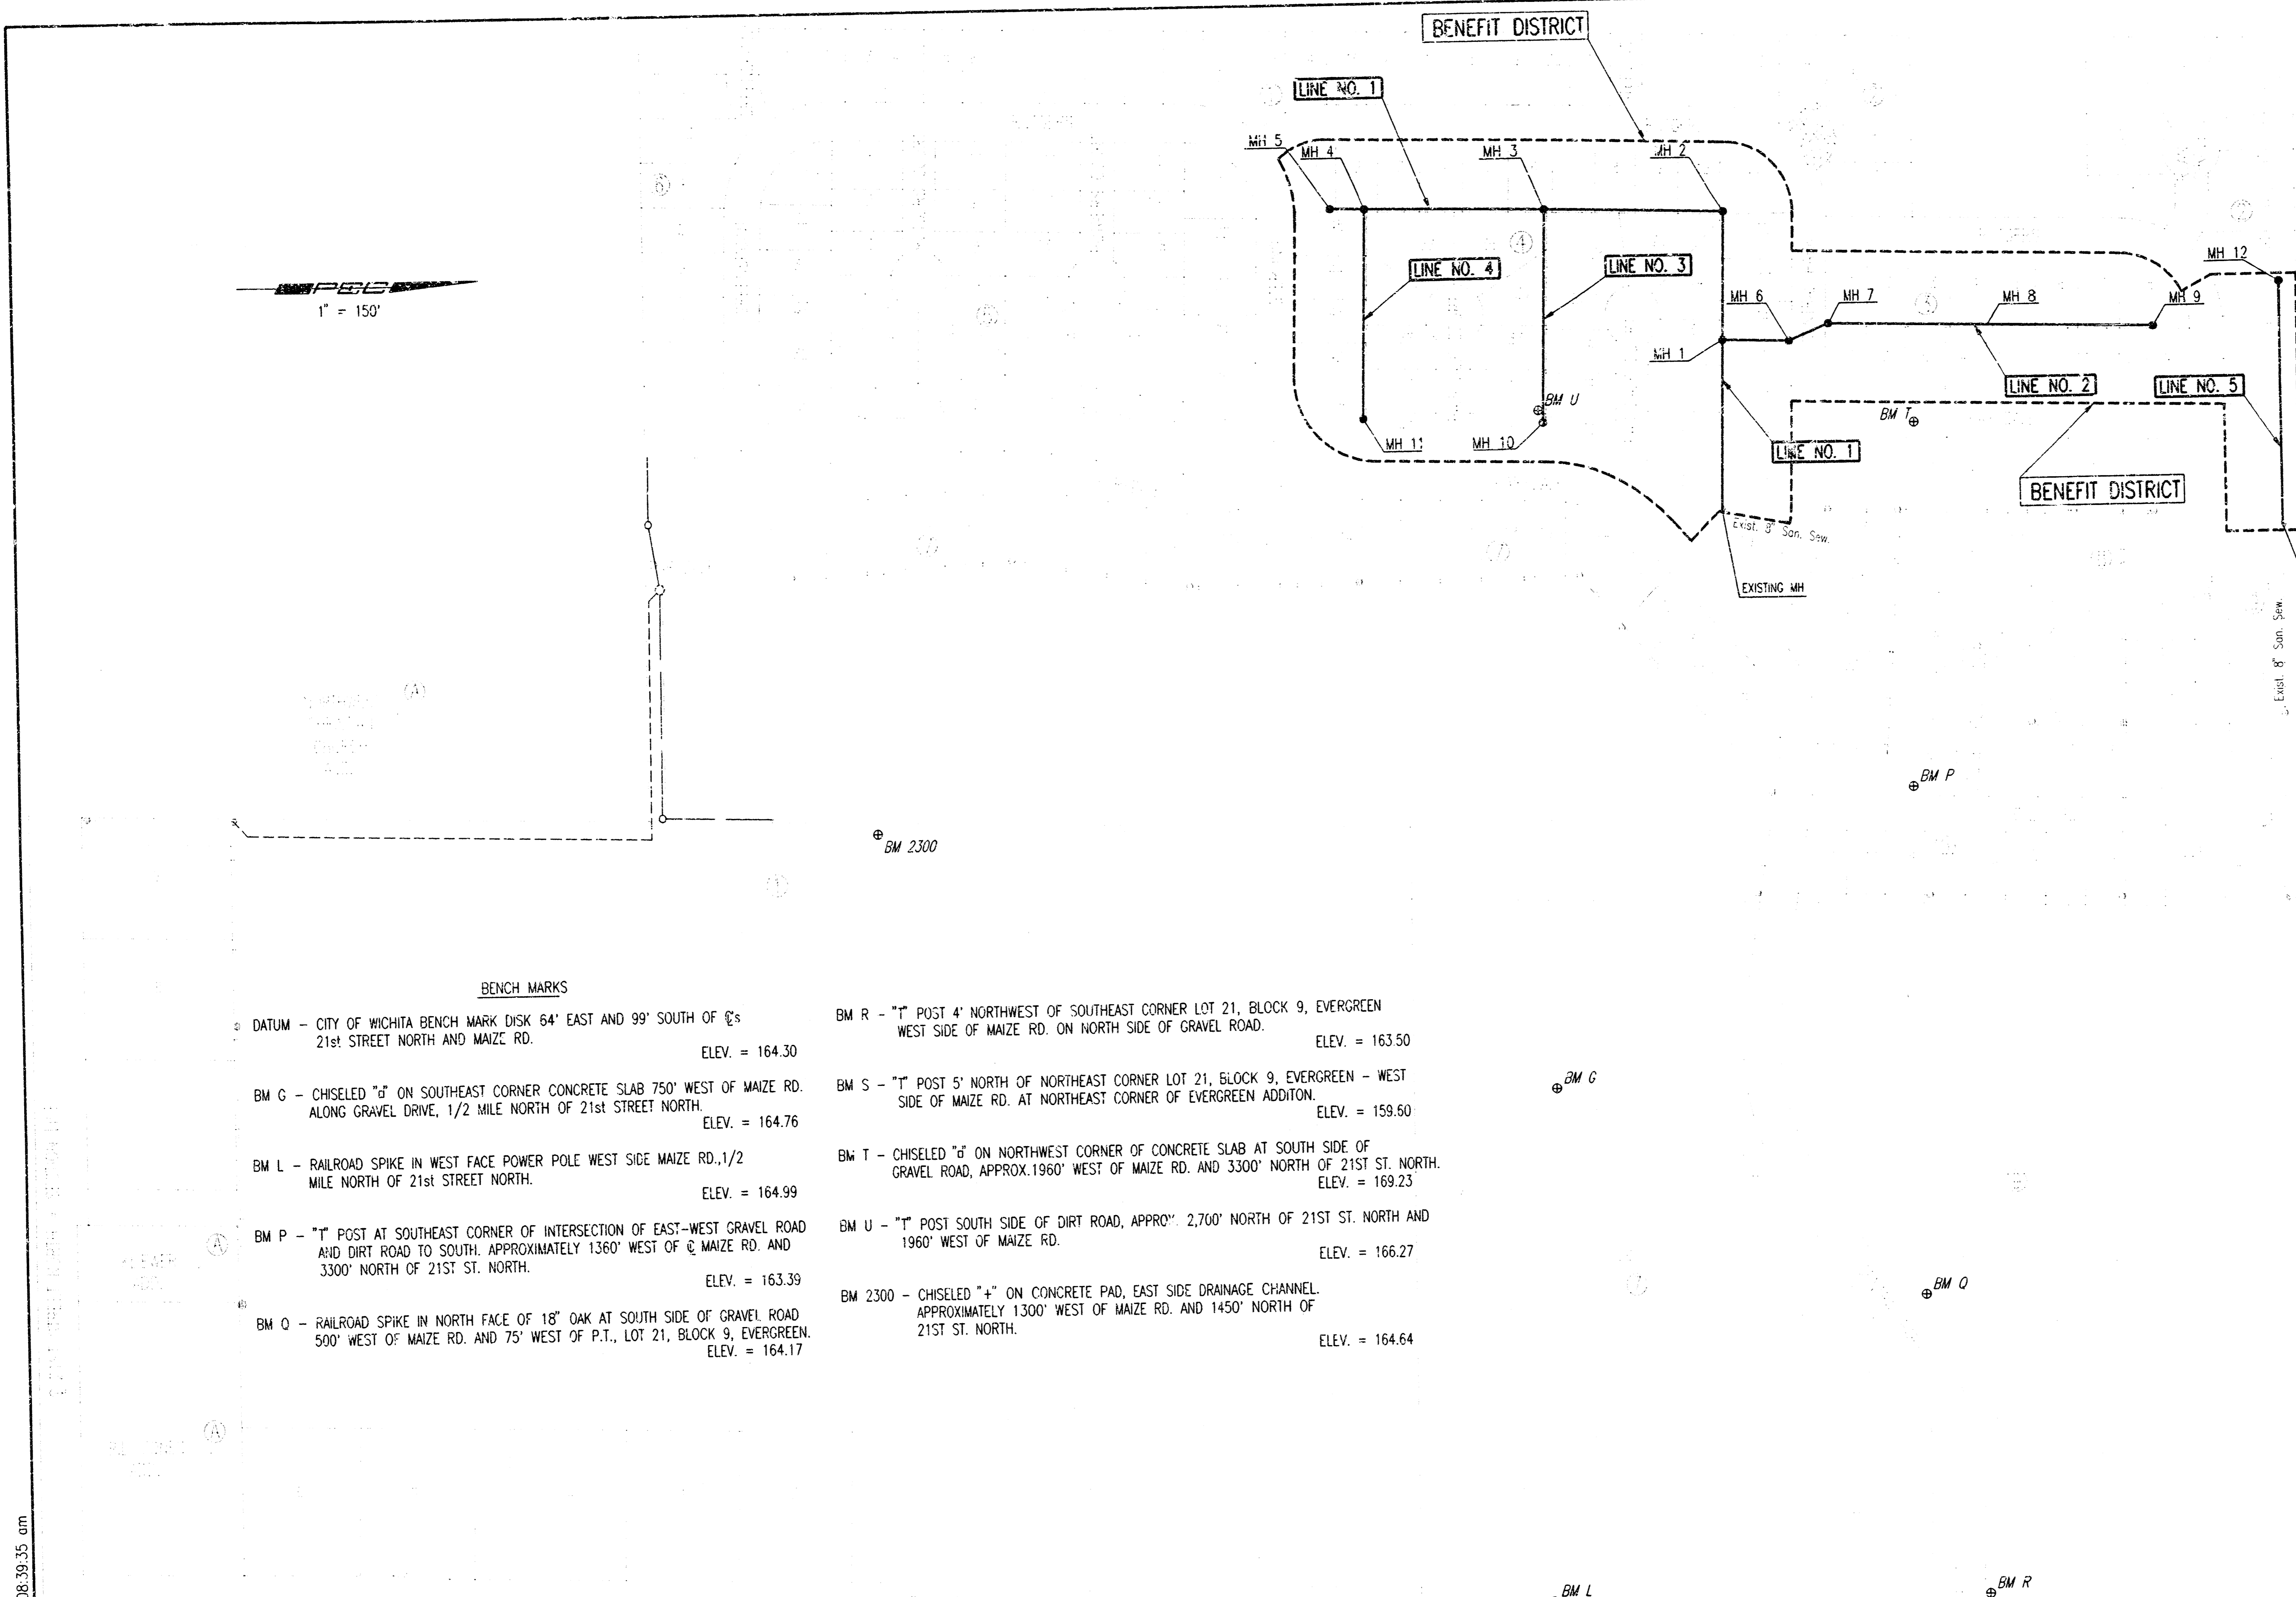 BENEFIT DISTRICT
LINE NO. 1
MH 5
MH 4
MH 3
MH 2
6
4
2
MH 12
PEC
1" = 150'
LINE NO. 4
LINE NO. 3
MH 6
MH 7
MH 8
MH 9
MH 1
LINE NO. 2
LINE NO. 5
BM U
BM T
MH 11
MH 10
LINE NO. 1
BENEFIT DISTRICT
Exist. 8" San. Sew.
EXISTING MH
Exist. 8" San. Sew.
A
BM P
BM 2300
1
BENCH MARKS
DATUM - CITY OF WICHITA BENCH MARK DISK 64' EAST AND 99' SOUTH OF ℄s
21st STREET NORTH AND MAIZE RD.
ELEV. = 164.30
BM G - CHISELED "□" ON SOUTHEAST CORNER CONCRETE SLAB 750' WEST OF MAIZE RD.
ALONG GRAVEL DRIVE, 1/2 MILE NORTH OF 21st STREET NORTH.
ELEV. = 164.76
BM L - RAILROAD SPIKE IN WEST FACE POWER POLE WEST SIDE MAIZE RD.,1/2
MILE NORTH OF 21st STREET NORTH.
ELEV. = 164.99
BM P - "T" POST AT SOUTHEAST CORNER OF INTERSECTION OF EAST-WEST GRAVEL ROAD
AND DIRT ROAD TO SOUTH. APPROXIMATELY 1360' WEST OF ℄ MAIZE RD. AND
3300' NORTH OF 21ST ST. NORTH.
ELEV. = 163.39
BM Q - RAILROAD SPIKE IN NORTH FACE OF 18" OAK AT SOUTH SIDE OF GRAVEL ROAD
500' WEST OF MAIZE RD. AND 75' WEST OF P.T., LOT 21, BLOCK 9, EVERGREEN.
ELEV. = 164.17
BM R - "T" POST 4' NORTHWEST OF SOUTHEAST CORNER LOT 21, BLOCK 9, EVERGREEN
WEST SIDE OF MAIZE RD. ON NORTH SIDE OF GRAVEL ROAD.
ELEV. = 163.50
BM S - "T" POST 5' NORTH OF NORTHEAST CORNER LOT 21, BLOCK 9, EVERGREEN - WEST
SIDE OF MAIZE RD. AT NORTHEAST CORNER OF EVERGREEN ADDITON.
ELEV. = 159.60
BM T - CHISELED "□" ON NORTHWEST CORNER OF CONCRETE SLAB AT SOUTH SIDE OF
GRAVEL ROAD, APPROX.1960' WEST OF MAIZE RD. AND 3300' NORTH OF 21ST ST. NORTH.
ELEV. = 169.23
BM U - "T" POST SOUTH SIDE OF DIRT ROAD, APPROX. 2,700' NORTH OF 21ST ST. NORTH AND
1960' WEST OF MAIZE RD.
ELEV. = 166.27
BM 2300 - CHISELED "+" ON CONCRETE PAD, EAST SIDE DRAINAGE CHANNEL.
APPROXIMATELY 1300' WEST OF MAIZE RD. AND 1450' NORTH OF
21ST ST. NORTH.
ELEV. = 164.64
BM G
A
BM Q
A
BM L
BM R
08:39:35 am